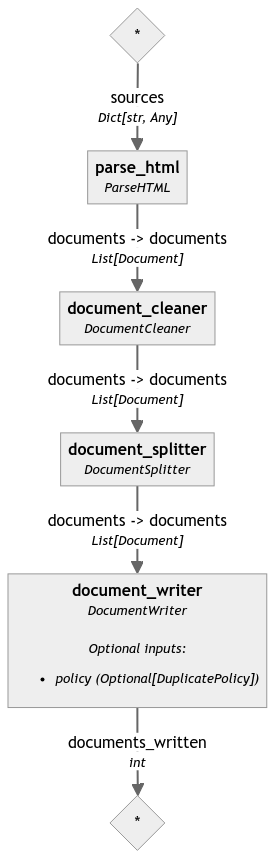 *
sources
Dict[str, Any]
parse_html
ParseHTML
documents -> documents
List[Document]
document_cleaner
DocumentCleaner
documents -> documents
List[Document]
document_splitter
DocumentSplitter
documents -> documents
List[Document]
document_writer
DocumentWriter
Optional inputs:
• policy (Optional[DuplicatePolicy])
documents_written
int
*